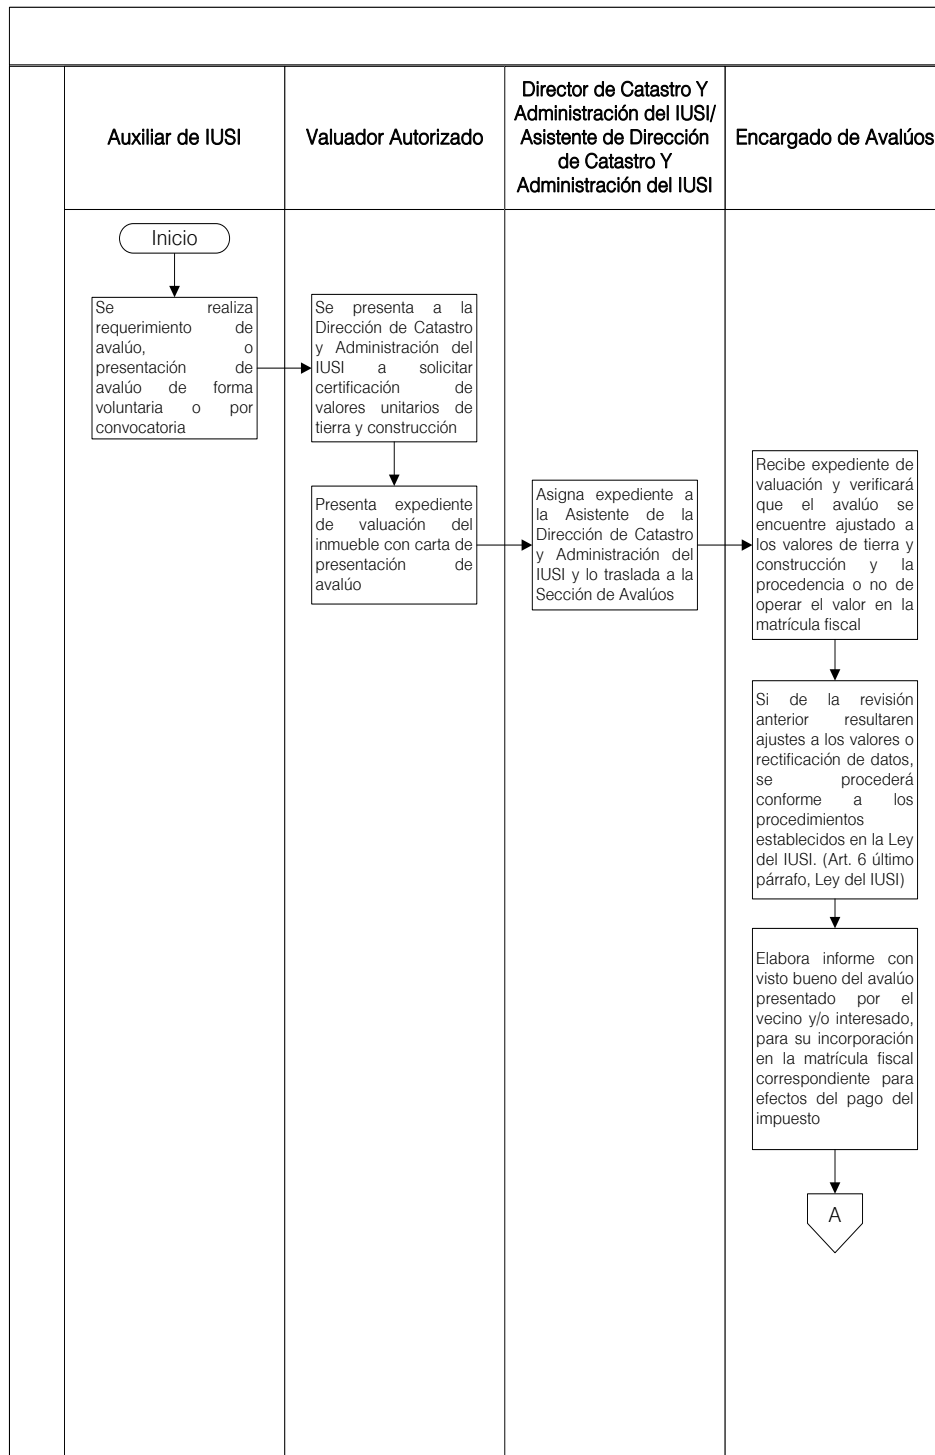 Auxiliar de IUSI
Valuador Autorizado
Director de Catastro Y
Administración del IUSI/
Asistente de Dirección
de Catastro Y
Administración del IUSI
Encargado de Avalúos
Inicio
Se realiza
requerimiento de
avalúo, o
presentación de
avalúo de forma
voluntaria o por
convocatoria
Se presenta a la
Dirección de Catastro
y Administración del
IUSI a solicitar
certificación de
valores unitarios de
tierra y construcción
Presenta expediente
de valuación del
inmueble con carta de
presentación de
avalúo
Asigna expediente a
la Asistente de la
Dirección de Catastro
y Administración del
IUSI y lo traslada a la
Sección de Avalúos
Recibe expediente de
valuación y verificará
que el avalúo se
encuentre ajustado a
los valores de tierra y
construcción y la
procedencia o no de
operar el valor en la
matrícula fiscal
Si de la revisión
anterior resultaren
ajustes a los valores o
rectificación de datos,
se procederá
conforme a los
procedimientos
establecidos en la Ley
del IUSI. (Art. 6 último
párrafo, Ley del IUSI)
Elabora informe con
visto bueno del avalúo
presentado por el
vecino y/o interesado,
para su incorporación
en la matrícula fiscal
correspondiente para
efectos del pago del
impuesto
A